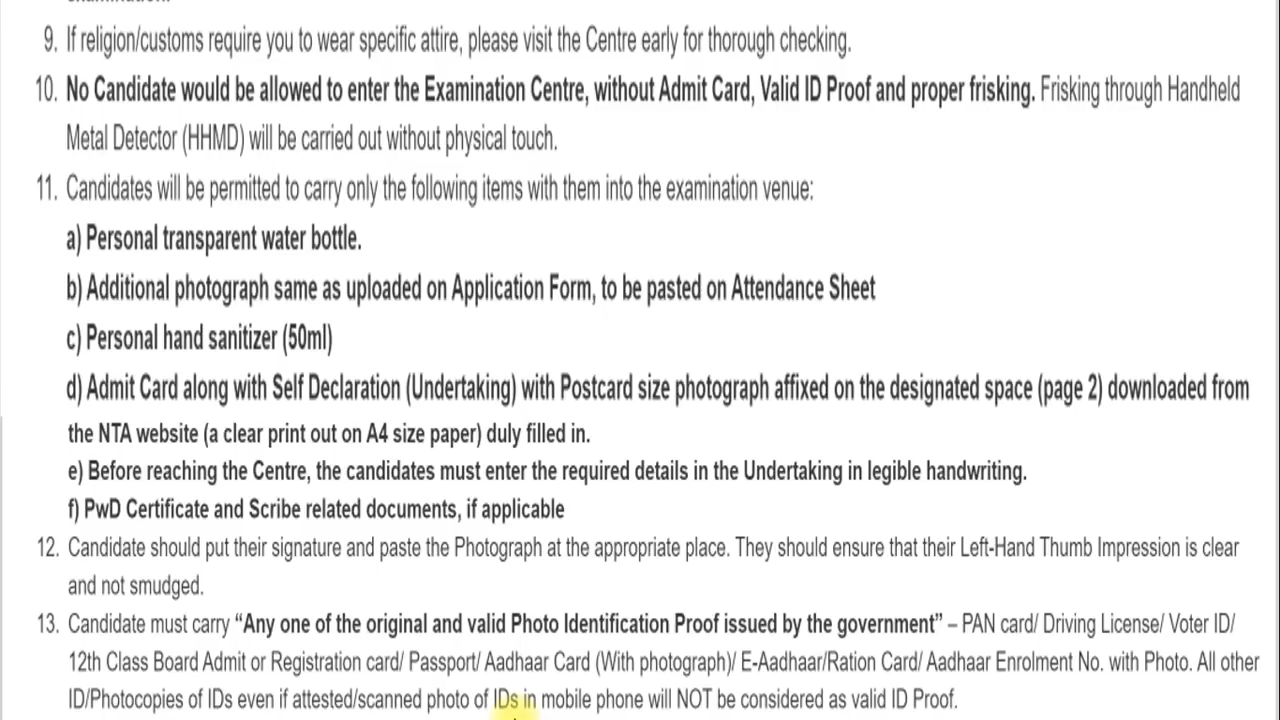 9. If religion/customs require you to wear specific attire, please visit the Centre early for thorough checking.
10. No Candidate would be allowed to enter the Examination Centre, without Admit Card, Valid ID Proof and proper frisking. Frisking through Handheld
Metal Detector (HHMD) will be carried out without physical touch.
11. Candidates will be permitted to carry only the following items with them into the examination venue:
a) Personal transparent water bottle.
b) Additional photograph same as uploaded on Application Form, to be pasted on Attendance Sheet
c) Personal hand sanitizer (50ml)
d) Admit Card along with Self Declaration (Undertaking) with Postcard size photograph affixed on the designated space (page 2) downloaded from
the NTA website (a clear print out on A4 size paper) duly filled in.
e) Before reaching the Centre, the candidates must enter the required details in the Undertaking in legible handwriting.
f) PwD Certificate and Scribe related documents, if applicable
12. Candidate should put their signature and paste the Photograph at the appropriate place. They should ensure that their Left-Hand Thumb Impression is clear
and not smudged.
13. Candidate must carry “Any one of the original and valid Photo Identification Proof issued by the government” – PAN card/ Driving License/ Voter ID/
12th Class Board Admit or Registration card/ Passport/ Aadhaar Card (With photograph)/ E-Aadhaar/Ration Card/ Aadhaar Enrolment No. with Photo. All other
ID/Photocopies of IDs even if attested/scanned photo of IDs in mobile phone will NOT be considered as valid ID Proof.